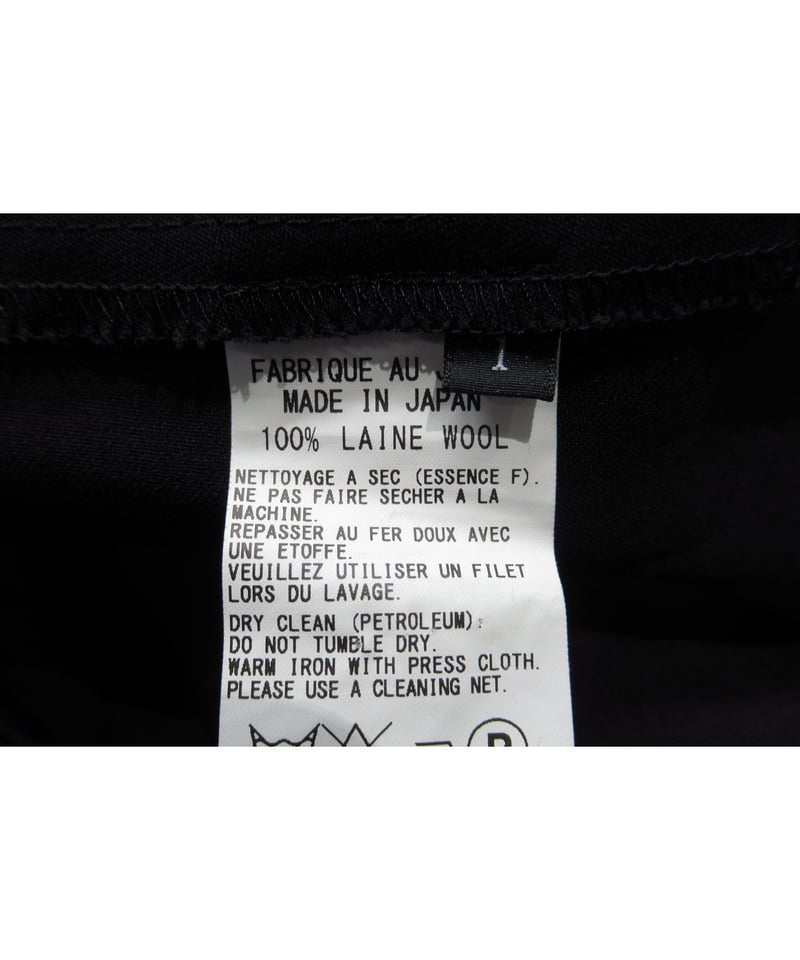 1
FABRIQUE AU
MADE IN JAPAN
100% LAINE WOOL
NETTOYAGE A SEC (ESSENCE F).
NE PAS FAIRE SECHER A LA
MACHINE.
REPASSER AU FER DOUX AVEC
UNE ETOFFE.
VEUILLEZ UTILISER UN FILET
LORS DU LAVAGE.
DRY CLEAN (PETROLEUM).
DO NOT TUMBLE DRY.
WARM IRON WITH PRESS CLOTH.
PLEASE USE A CLEANING NET.
P